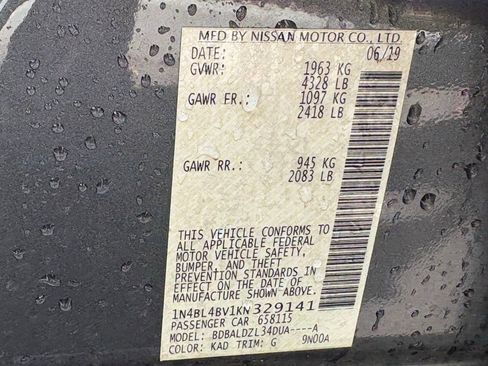 MFD BY NISSAN MOTOR CO., LTD.
DATE: 06/19
GVWR: 1963 KG
4328 LB
GAWR FR.: 1097 KG
2418 LB
GAWR RR.: 945 KG
2083 LB
THIS VEHICLE CONFORMS TO
ALL APPLICABLE FEDERAL
MOTOR VEHICLE SAFETY,
BUMPER, AND THEFT
PREVENTION STANDARDS IN
EFFECT ON THE DATE OF
MANUFACTURE SHOWN ABOVE.
1N4BL4BV1KN329141
PASSENGER CAR 658115
MODEL: BDBALDZL34DUA----A
COLOR: KAD TRIM: G 9N00A